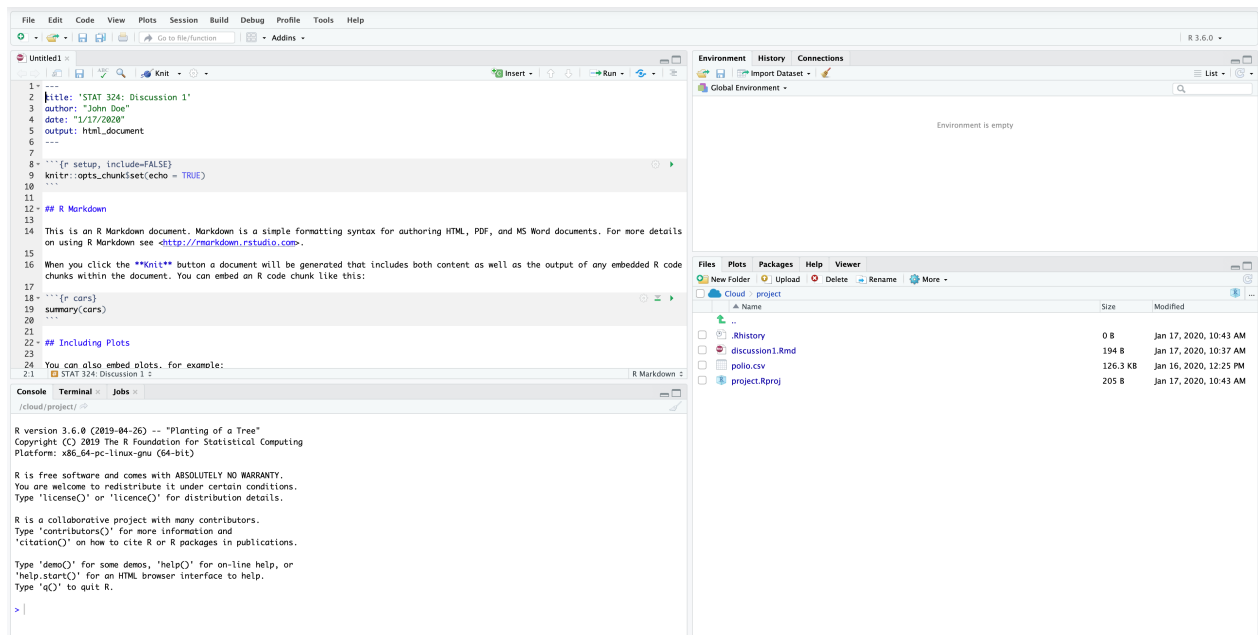 File Edit Code View Plots Session Build Debug Profile Tools Help
Go to file/function Addins R 3.6.0
Untitled1
ABC Knit Insert Run
1 ---
2 title: 'STAT 324: Discussion 1'
3 author: "John Doe"
4 date: "1/17/2020"
5 output: html_document
6 ---
7
8 ```{r setup, include=FALSE}
9 knitr::opts_chunk$set(echo = TRUE)
10 ```
11
12 ## R Markdown
13
14 This is an R Markdown document. Markdown is a simple formatting syntax for authoring HTML, PDF, and MS Word documents. For more details
on using R Markdown see <http://rmarkdown.rstudio.com>.
15
16 When you click the **Knit** button a document will be generated that includes both content as well as the output of any embedded R code
chunks within the document. You can embed an R code chunk like this:
17
18 ```{r cars}
19 summary(cars)
20 ```
21
22 ## Including Plots
23
24 You can also embed plots, for example:
2:1 STAT 324: Discussion 1 R Markdown
Console Terminal Jobs
/cloud/project/
R version 3.6.0 (2019-04-26) -- "Planting of a Tree"
Copyright (C) 2019 The R Foundation for Statistical Computing
Platform: x86_64-pc-linux-gnu (64-bit)
R is free software and comes with ABSOLUTELY NO WARRANTY.
You are welcome to redistribute it under certain conditions.
Type 'license()' or 'licence()' for distribution details.
R is a collaborative project with many contributors.
Type 'contributors()' for more information and
'citation()' on how to cite R or R packages in publications.
Type 'demo()' for some demos, 'help()' for on-line help, or
'help.start()' for an HTML browser interface to help.
Type 'q()' to quit R.
>
Environment History Connections
Import Dataset List
Global Environment
Environment is empty
Files Plots Packages Help Viewer
New Folder Upload Delete Rename More
Cloud > project ...
Name Size Modified
..
.Rhistory 0 B Jan 17, 2020, 10:43 AM
discussion1.Rmd 194 B Jan 17, 2020, 10:37 AM
polio.csv 126.3 KB Jan 16, 2020, 12:25 PM
project.Rproj 205 B Jan 17, 2020, 10:43 AM